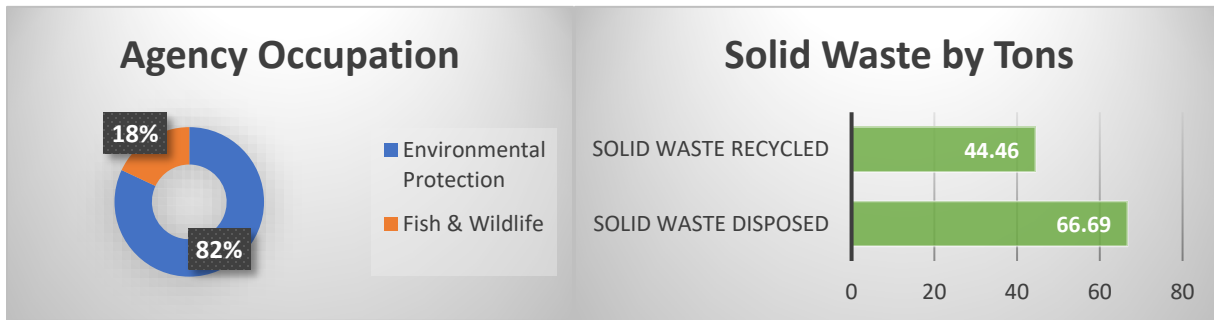 Agency Occupation
18%
82%
Environmental
Protection
Fish & Wildlife
Solid Waste by Tons
SOLID WASTE RECYCLED
44.46
SOLID WASTE DISPOSED
66.69
0 20 40 60 80